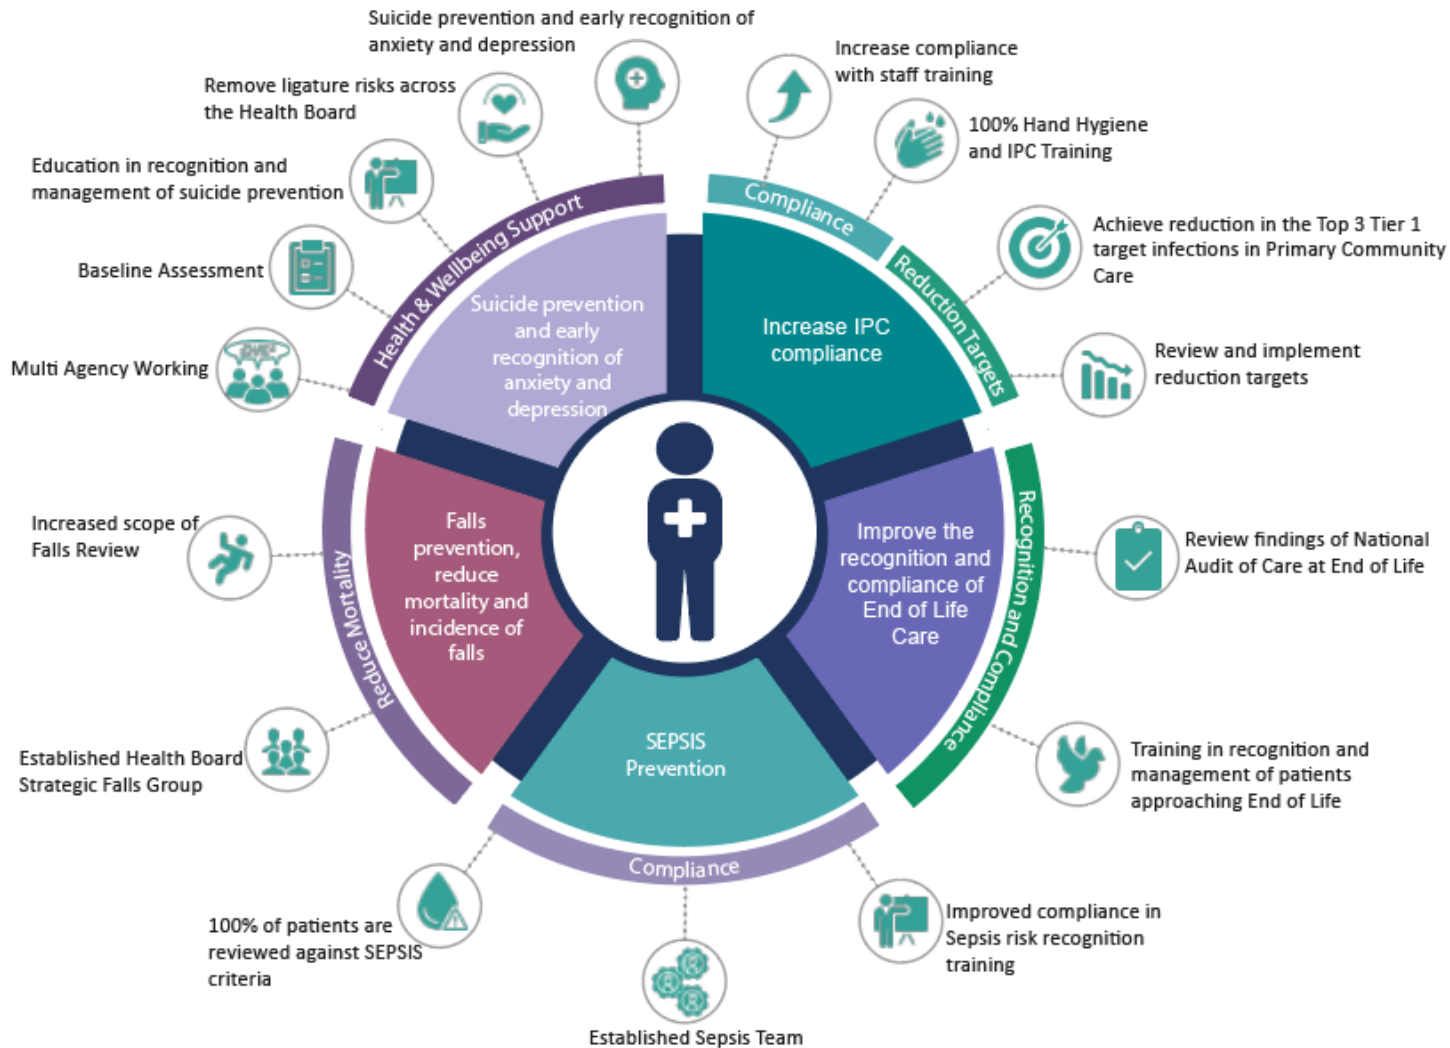 Suicide prevention and early recognition of
anxiety and depression
Remove ligature risks across
the Health Board
Education in recognition and
management of suicide prevention
Baseline Assessment
Multi Agency Working
Health & Wellbeing Support
Suicide prevention
and early
recognition of
anxiety and
depression
Increase compliance
with staff training
100% Hand Hygiene
and IPC Training
Achieve reduction in the Top 3 Tier 1
target infections in Primary Community
Care
Review and implement
reduction targets
Compliance
Reduction Targets
Increase IPC
compliance
Review findings of National
Audit of Care at End of Life
Training in recognition and
management of patients
approaching End of Life
Recognition and Compliance
Improve the
recognition and
compliance of
End of Life
Care
SEPSIS
Prevention
Compliance
Improved compliance in
Sepsis risk recognition
training
Established Sepsis Team
100% of patients are
reviewed against SEPSIS
criteria
Falls
prevention,
reduce
mortality and
incidence of
falls
Reduce Mortality
Increased scope of
Falls Review
Established Health Board
Strategic Falls Group